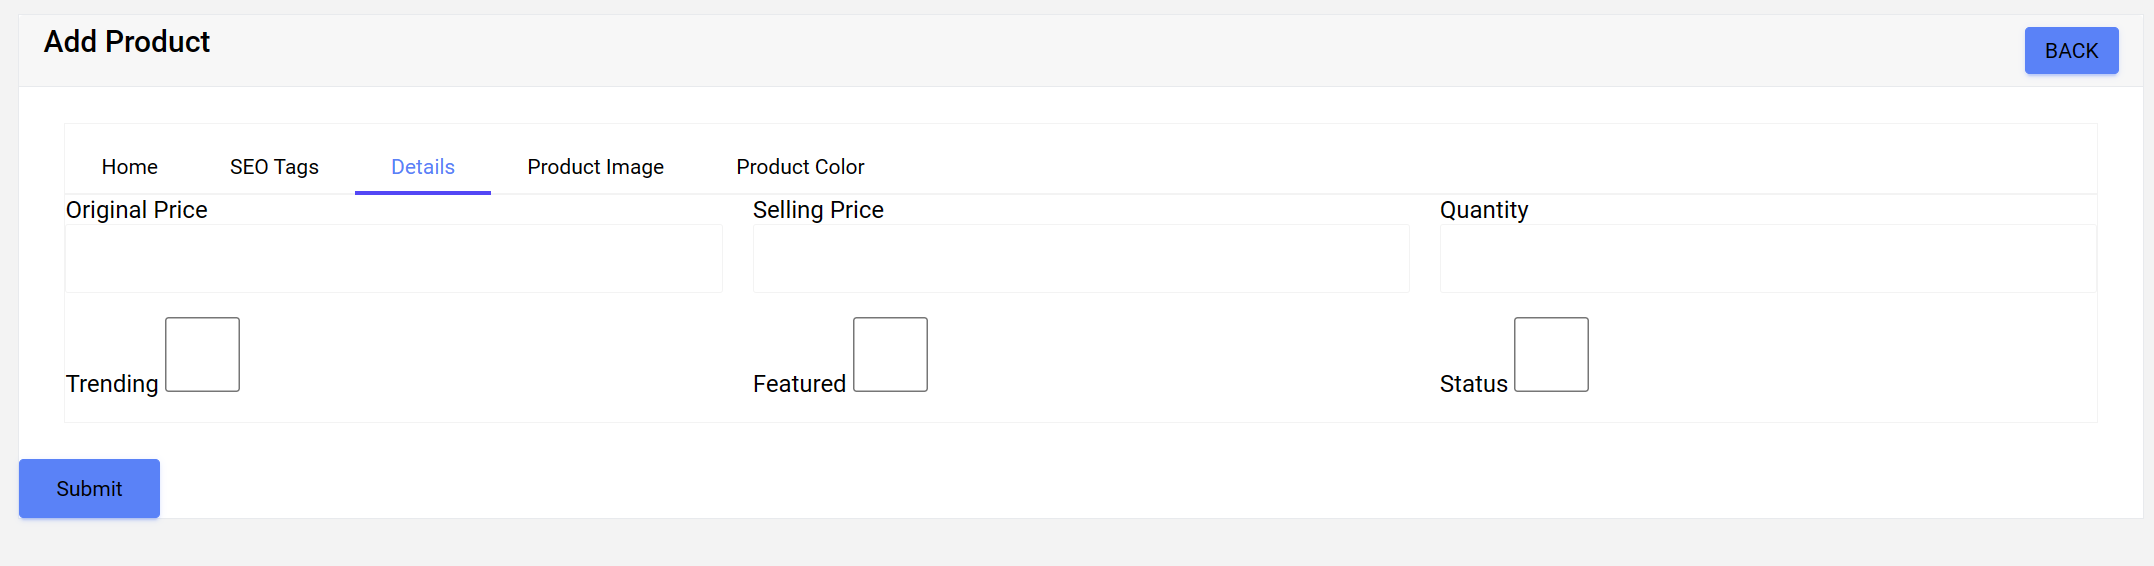 Add Product
BACK
Home SEO Tags Details Product Image Product Color
Original Price Selling Price Quantity
Trending Featured Status
Submit